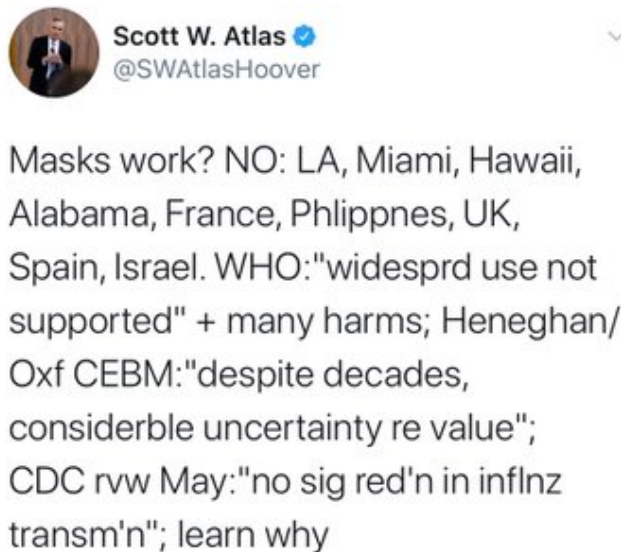 Scott W. Atlas
@SWAtlasHoover
Masks work? NO: LA, Miami, Hawaii,
Alabama, France, Phlippnes, UK,
Spain, Israel. WHO:"widesprd use not
supported" + many harms; Heneghan/
Oxf CEBM:"despite decades,
considerble uncertainty re value";
CDC rvw May:"no sig red'n in inflnz
transm'n"; learn why